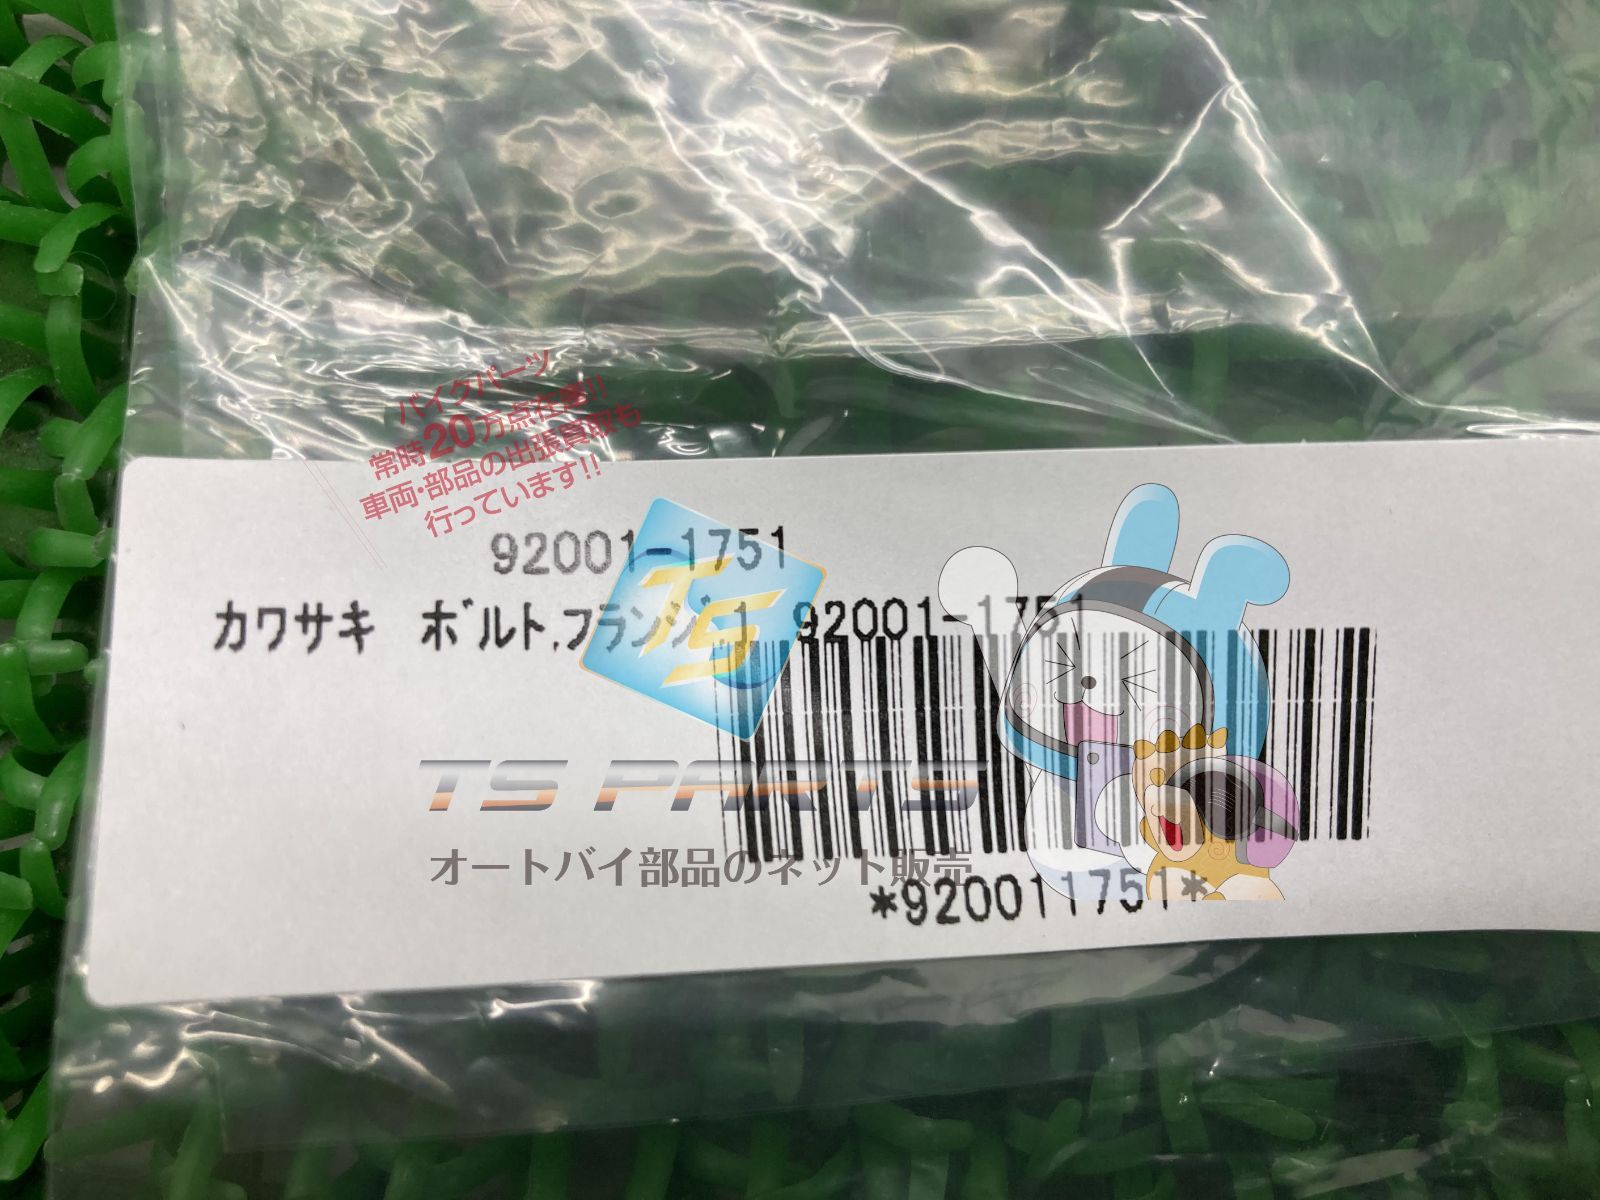 バイクパーツ
常時20万点在庫!!
車両・部品の出張買取も
行っています!!
92001-1751
TS
カワサキ ボルト,フランジ,1 92001-1751
TS PARTS
オートバイ部品のネット販売
*920011751*